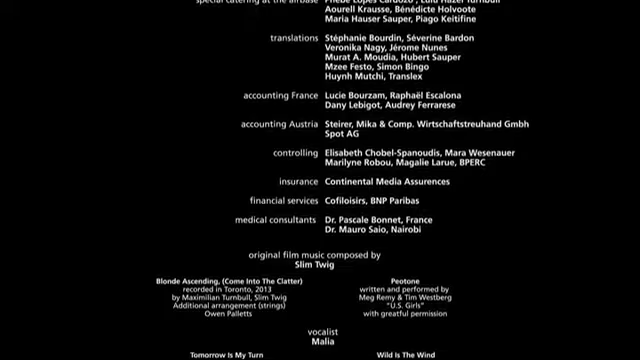 special catering at the airbase Phebe Lopes Cardozo , Lulu Hazel Turnbull
Aourell Krausse, Bénédicte Holvoote
Maria Hauser Sauper, Piago Keitifine
translations Stéphanie Bourdin, Séverine Bardon
Veronika Nagy, Jérome Nunes
Murat A. Moudia, Hubert Sauper
Mzee Festo, Simon Bingo
Huynh Mutchi, Translex
accounting France Lucie Bourzam, Raphaël Escalona
Dany Lebigot, Audrey Ferrarese
accounting Austria Steirer, Mika & Comp. Wirtschaftstreuhand Gmbh
Spot AG
controlling Elisabeth Chobel-Spanoudis, Mara Wesenauer
Marilyne Robou, Magalie Larue, BPERC
insurance Continental Media Assurences
financial services Cofiloisirs, BNP Paribas
medical consultants Dr. Pascale Bonnet, France
Dr. Mauro Saio, Nairobi
original film music composed by
Slim Twig
Blonde Ascending, (Come Into The Clatter)
recorded in Toronto, 2013
by Maximilian Turnbull, Slim Twig
Additional arrangement (strings)
Owen Palletts
Peotone
written and performed by
Meg Remy & Tim Westberg
"U.S. Girls"
with greatful permission
vocalist
Malia
Tomorrow Is My Turn
Wild Is The Wind